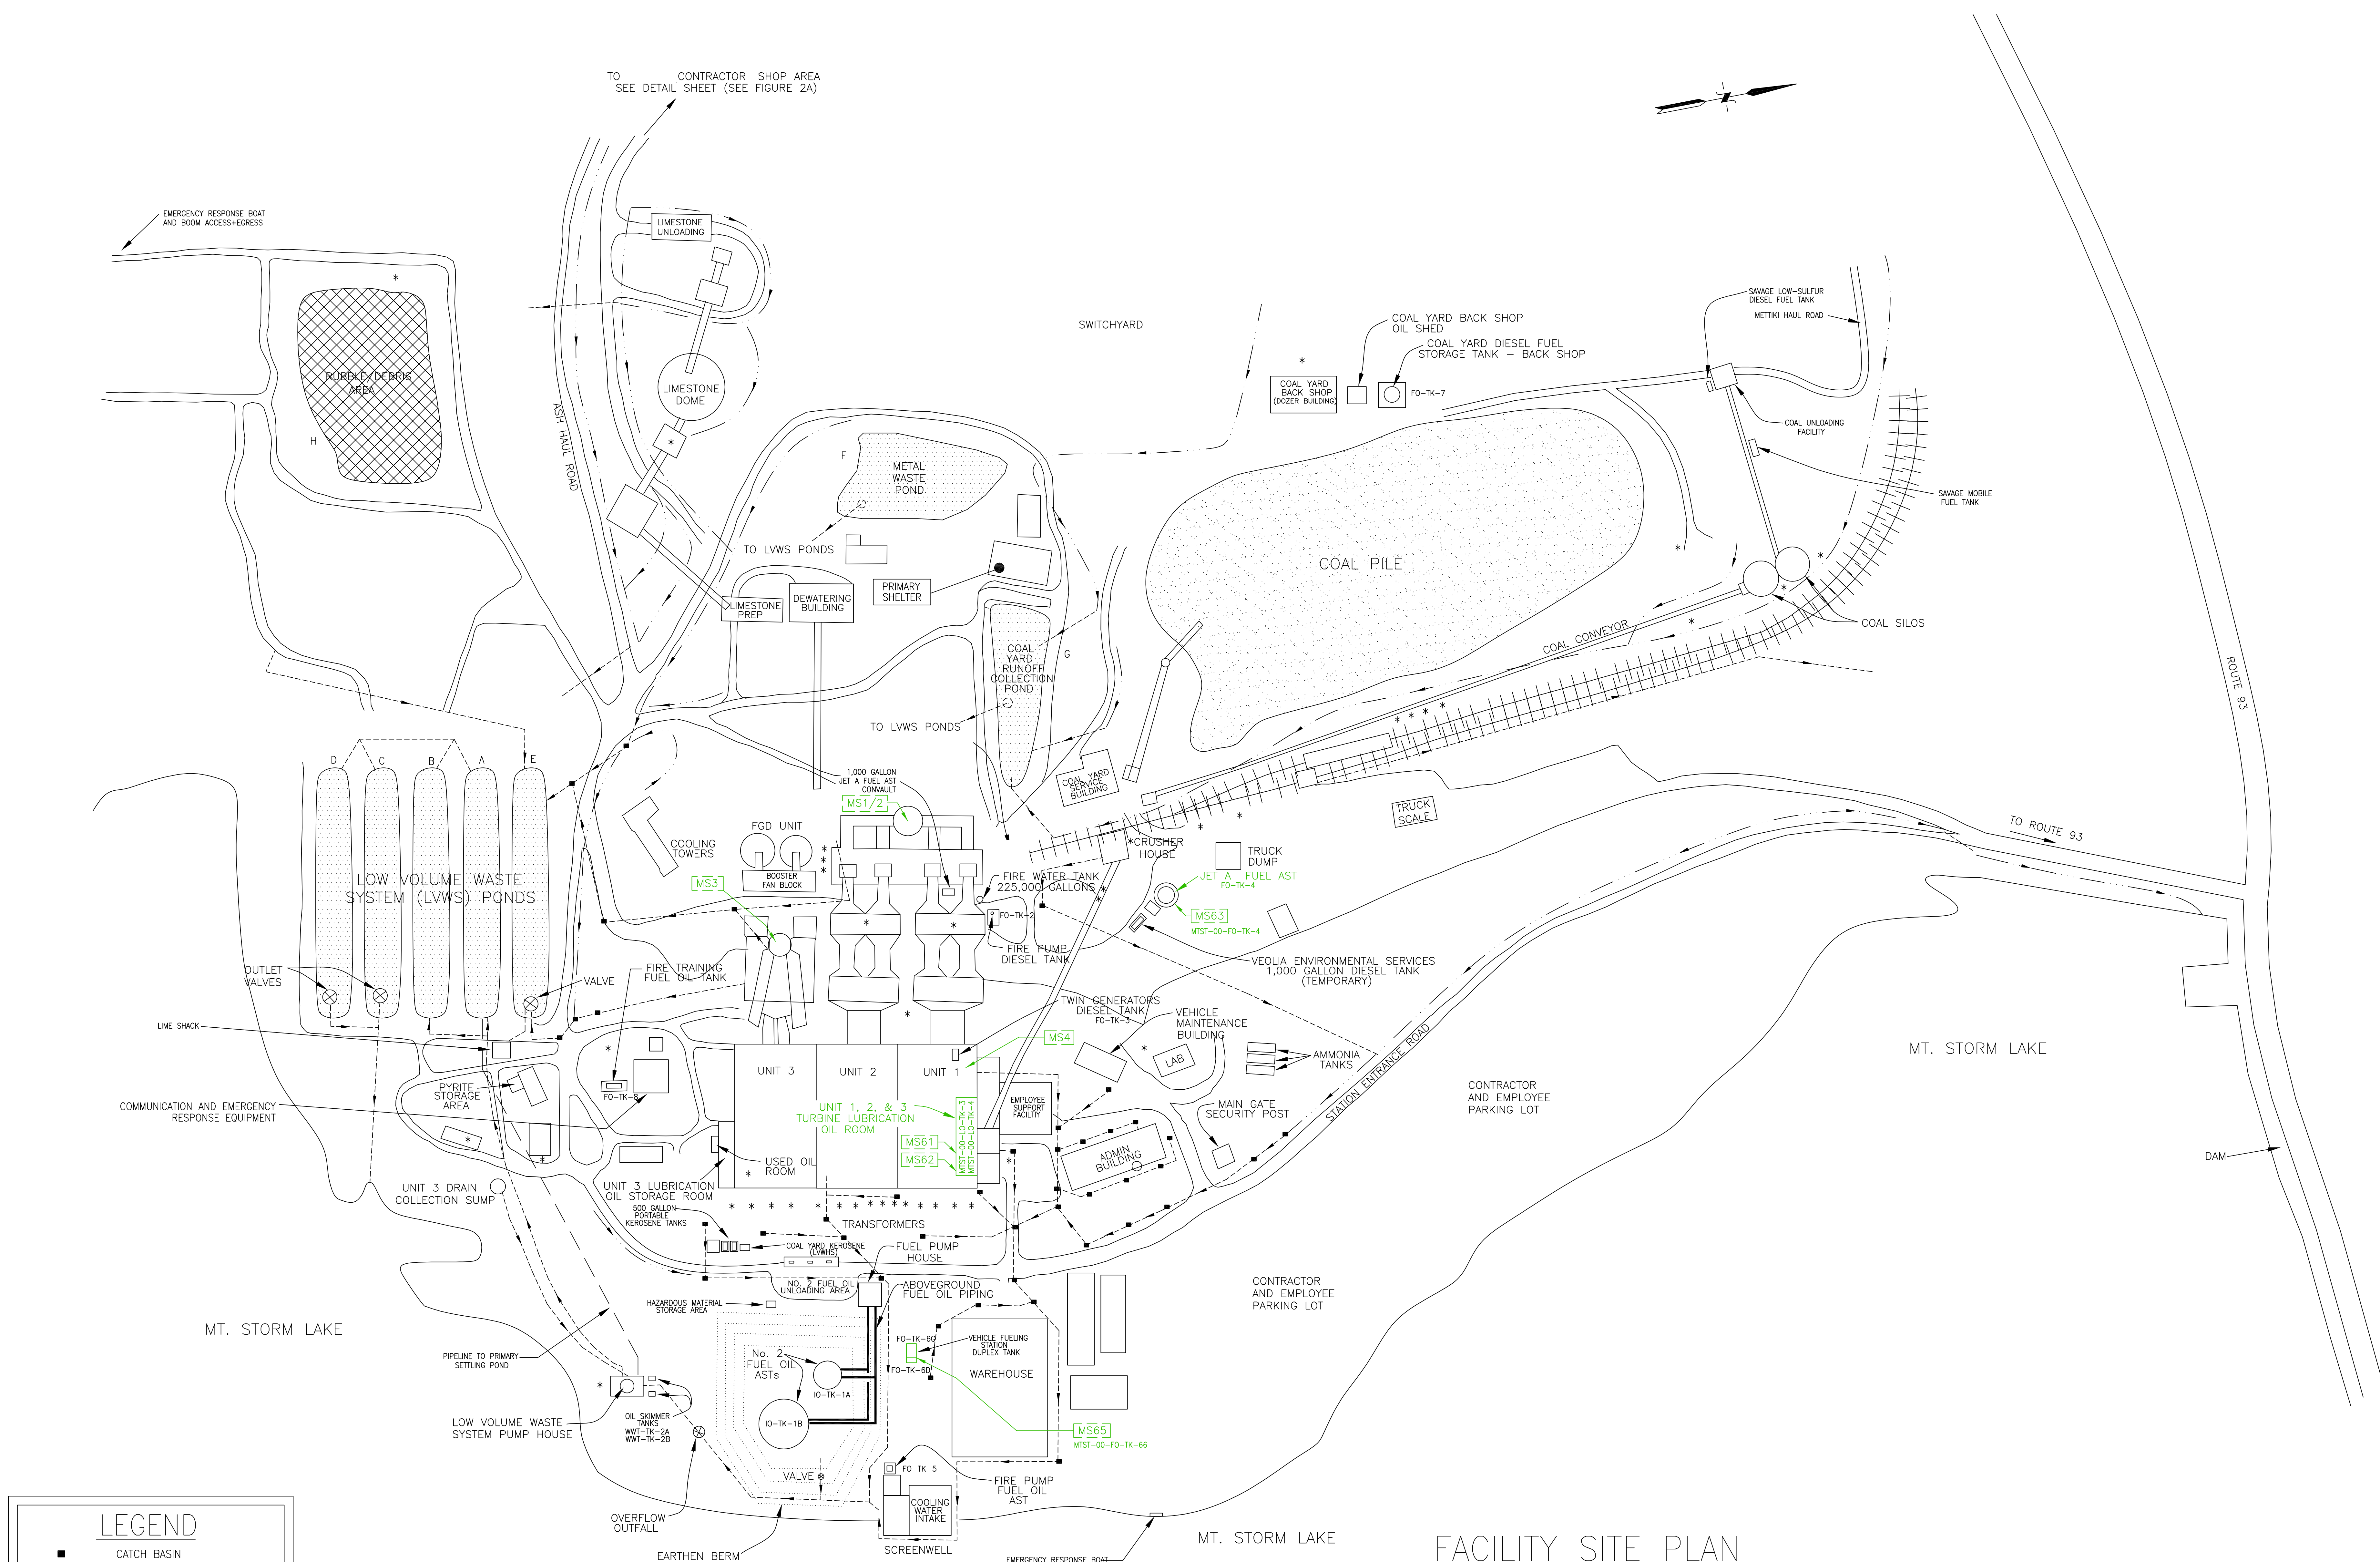 TO CONTRACTOR SHOP AREA
SEE DETAIL SHEET (SEE FIGURE 2A)
EMERGENCY RESPONSE BOAT
AND BOOM ACCESS+EGRESS
LIMESTONE
UNLOADING
SWITCHYARD
COAL YARD BACK SHOP
OIL SHED
COAL YARD DIESEL FUEL
STORAGE TANK - BACK SHOP
COAL YARD
BACK SHOP
(DOZER BUILDING)
FO-TK-7
SAVAGE LOW-SULFUR
DIESEL FUEL TANK
METTIKI HAUL ROAD
COAL UNLOADING
FACILITY
SAVAGE MOBILE
FUEL TANK
RUBBLE/DEBRIS
AREA
H
ASH HAUL ROAD
LIMESTONE
DOME
F
METAL
WASTE
POND
TO LVWS PONDS
PRIMARY
SHELTER
LIMESTONE
PREP
DEWATERING
BUILDING
COAL PILE
COAL CONVEYOR
COAL SILOS
ROUTE 93
COAL
YARD
RUNOFF
COLLECTION
POND
G
TO LVWS PONDS
COAL YARD
SERVICE
BUILDING
TRUCK
SCALE
TO ROUTE 93
D
C
B
A
E
LOW VOLUME WASTE
SYSTEM (LVWS) PONDS
1,000 GALLON
JET A FUEL AST
CONVAULT
MS1/2
FGD UNIT
COOLING
TOWERS
BOOSTER
FAN BLOCK
MS3
CRUSHER
HOUSE
TRUCK
DUMP
FIRE WATER TANK
225,000 GALLONS
JET A FUEL AST
FO-TK-4
MS63
MTST-00-FO-TK-4
FO-TK-2
FIRE PUMP
DIESEL TANK
VEOLIA ENVIRONMENTAL SERVICES
1,000 GALLON DIESEL TANK
(TEMPORARY)
OUTLET
VALVES
VALVE
FIRE TRAINING
FUEL OIL TANK
LIME SHACK
TWIN GENERATORS
DIESEL TANK
FO-TK-3
VEHICLE
MAINTENANCE
BUILDING
MS4
LAB
AMMONIA
TANKS
STATION ENTRANCE ROAD
MT. STORM LAKE
CONTRACTOR
AND EMPLOYEE
PARKING LOT
UNIT 3
UNIT 2
UNIT 1
PYRITE
STORAGE
AREA
FO-TK-8
COMMUNICATION AND EMERGENCY
RESPONSE EQUIPMENT
UNIT 1, 2, & 3
TURBINE LUBRICATION
OIL ROOM
MS61
MS62
MTST-00-LO-TK-3
MTST-00-LO-TK-4
EMPLOYEE
SUPPORT
FACILTIY
MAIN GATE
SECURITY POST
ADMIN
BUILDING
DAM
USED OIL
ROOM
UNIT 3 LUBRICATION
OIL STORAGE ROOM
UNIT 3 DRAIN
COLLECTION SUMP
500 GALLON
PORTABLE
KEROSENE TANKS
TRANSFORMERS
COAL YARD KEROSENE
(LVWHS)
FUEL PUMP
HOUSE
NO. 2 FUEL OIL
UNLOADING AREA
ABOVEGROUND
FUEL OIL PIPING
HAZARDOUS MATERIAL
STORAGE AREA
CONTRACTOR
AND EMPLOYEE
PARKING LOT
MT. STORM LAKE
PIPELINE TO PRIMARY
SETTLING POND
No. 2
FUEL OIL
ASTs
IO-TK-1A
IO-TK-1B
FO-TK-6G
FO-TK-6D
VEHICLE FUELING
STATION
DUPLEX TANK
WAREHOUSE
LOW VOLUME WASTE
SYSTEM PUMP HOUSE
OIL SKIMMER
TANKS
WWT-TK-2A
WWT-TK-2B
MS65
MTST-00-FO-TK-66
VALVE
FO-TK-5
FIRE PUMP
FUEL OIL
AST
COOLING
WATER
INTAKE
OVERFLOW
OUTFALL
EARTHEN BERM
SCREENWELL
EMERGENCY RESPONSE BOAT
MT. STORM LAKE
FACILITY SITE PLAN
LEGEND
CATCH BASIN